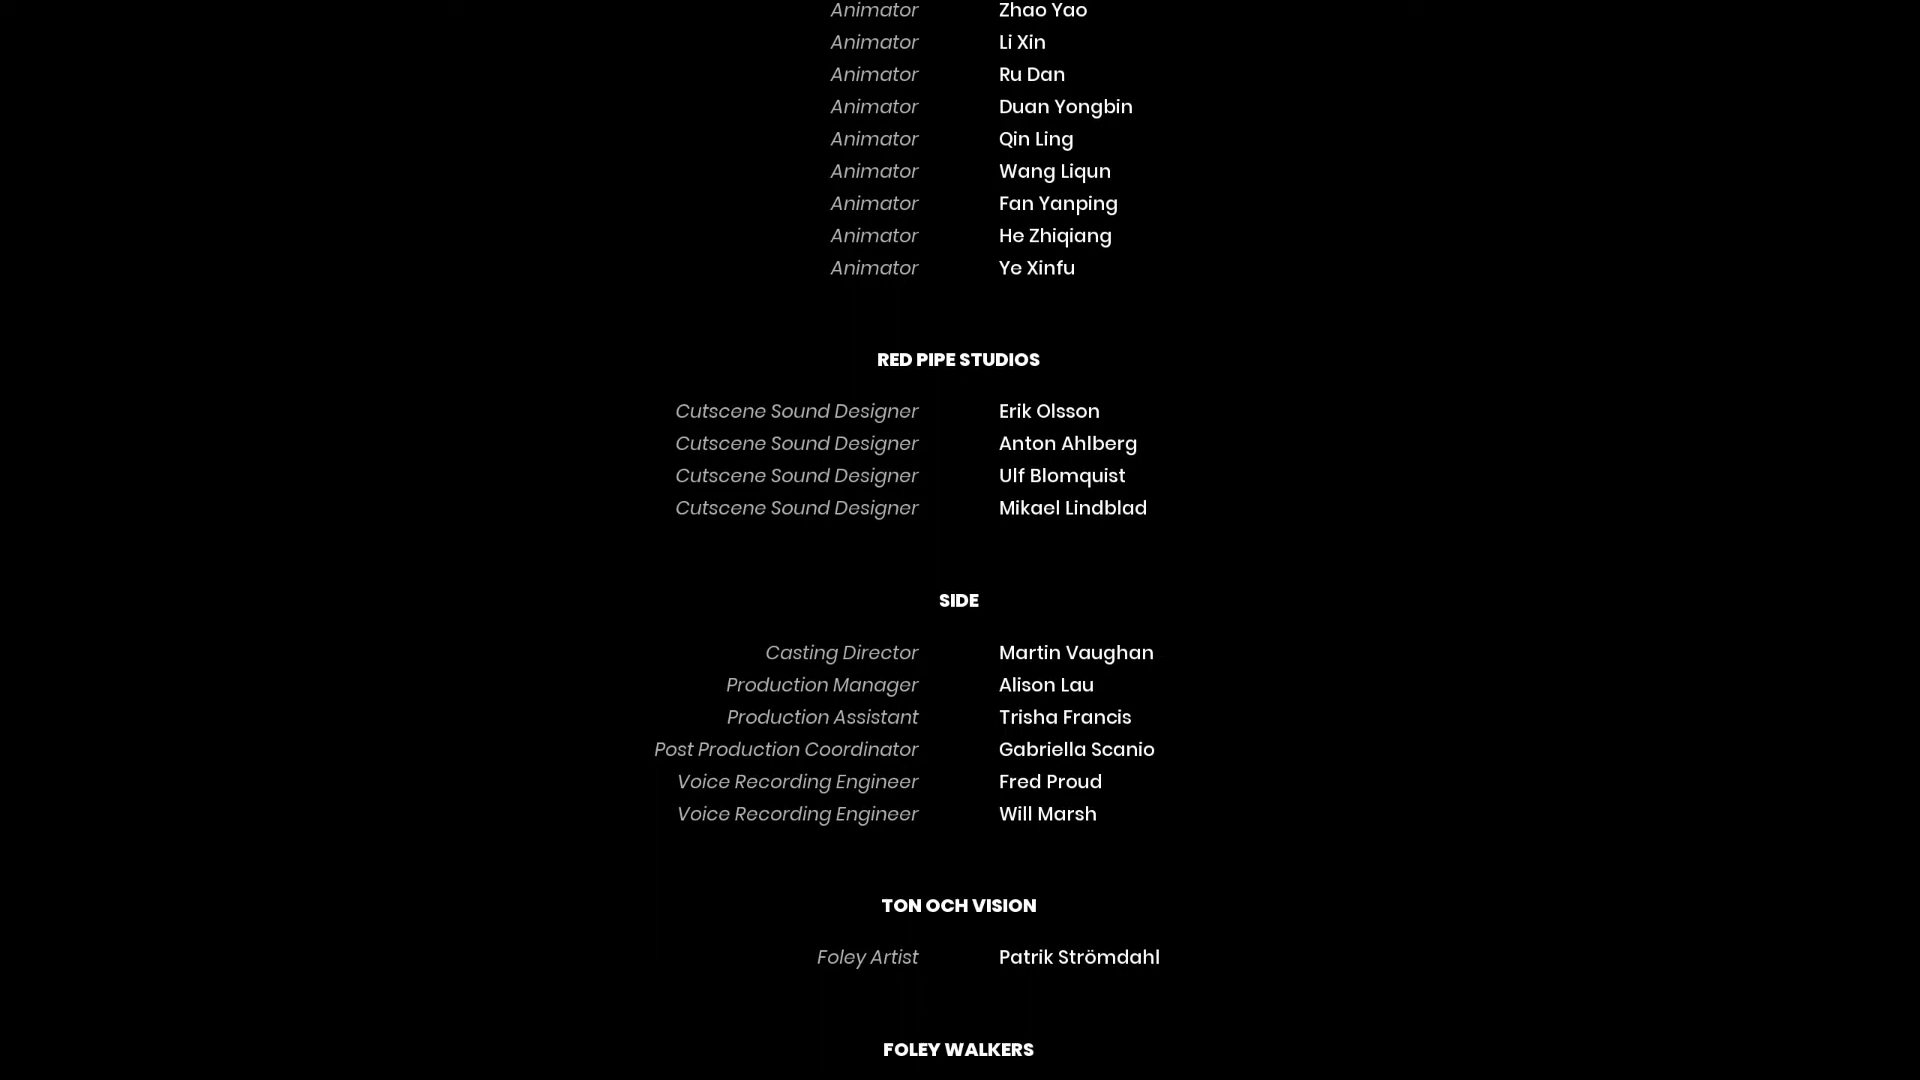 Animator Zhao Yao
Animator Li Xin
Animator Ru Dan
Animator Duan Yongbin
Animator Qin Ling
Animator Wang Liqun
Animator Fan Yanping
Animator He Zhiqiang
Animator Ye Xinfu
RED PIPE STUDIOS
Cutscene Sound Designer Erik Olsson
Cutscene Sound Designer Anton Ahlberg
Cutscene Sound Designer Ulf Blomquist
Cutscene Sound Designer Mikael Lindblad
SIDE
Casting Director Martin Vaughan
Production Manager Alison Lau
Production Assistant Trisha Francis
Post Production Coordinator Gabriella Scanio
Voice Recording Engineer Fred Proud
Voice Recording Engineer Will Marsh
TON OCH VISION
Foley Artist Patrik Strömdahl
FOLEY WALKERS